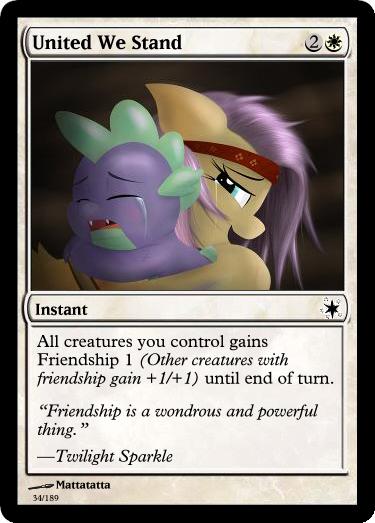 United We Stand 2
Instant
All creatures you control gains
Friendship 1 (Other creatures with
friendship gain +1/+1) until end of turn.
“Friendship is a wondrous and powerful
thing.”
—Twilight Sparkle
Mattatatta
34/189